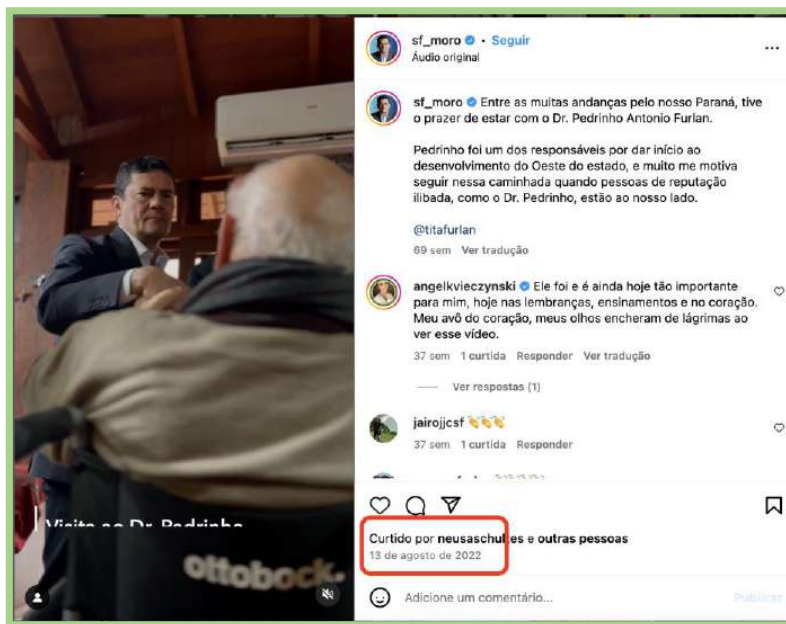 sf_moro • Seguir
Áudio original
...
sf_moro Entre as muitas andanças pelo nosso Paraná, tive
o prazer de estar com o Dr. Pedrinho Antonio Furlan.
Pedrinho foi um dos responsáveis por dar início ao
desenvolvimento do Oeste do estado, e muito me motiva
seguir nessa caminhada quando pessoas de reputação
ilibada, como o Dr. Pedrinho, estão ao nosso lado.
@titafurlan
69 sem Ver tradução
angelkvieczynski Ele foi e é ainda hoje tão importante
para mim, hoje nas lembranças, ensinamentos e no coração.
Meu avô do coração, meus olhos encheram de lágrimas ao
ver esse vídeo.
37 sem 1 curtida Responder Ver tradução
Ver respostas (1)
jairojjcsf 👏👏👏
37 sem 1 curtida Responder
Visita ao Dr. Pedrinho
ottobock.
Curtido por neusaschultes e outras pessoas
13 de agosto de 2022
Adicione um comentário...
Publicar